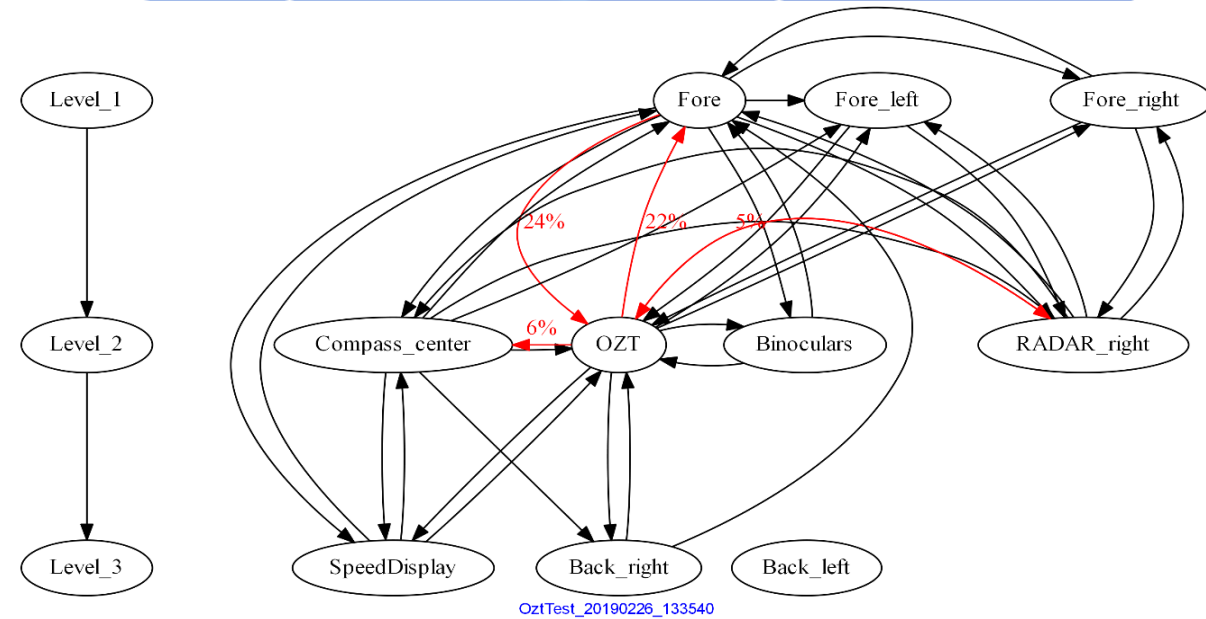 Level_1
Fore
Fore_left
Fore_right
24%
22%
5%
6%
Level_2
Compass_center
OZT
Binoculars
RADAR_right
Level_3
SpeedDisplay
Back_right
Back_left
OztTest_20190226_133540